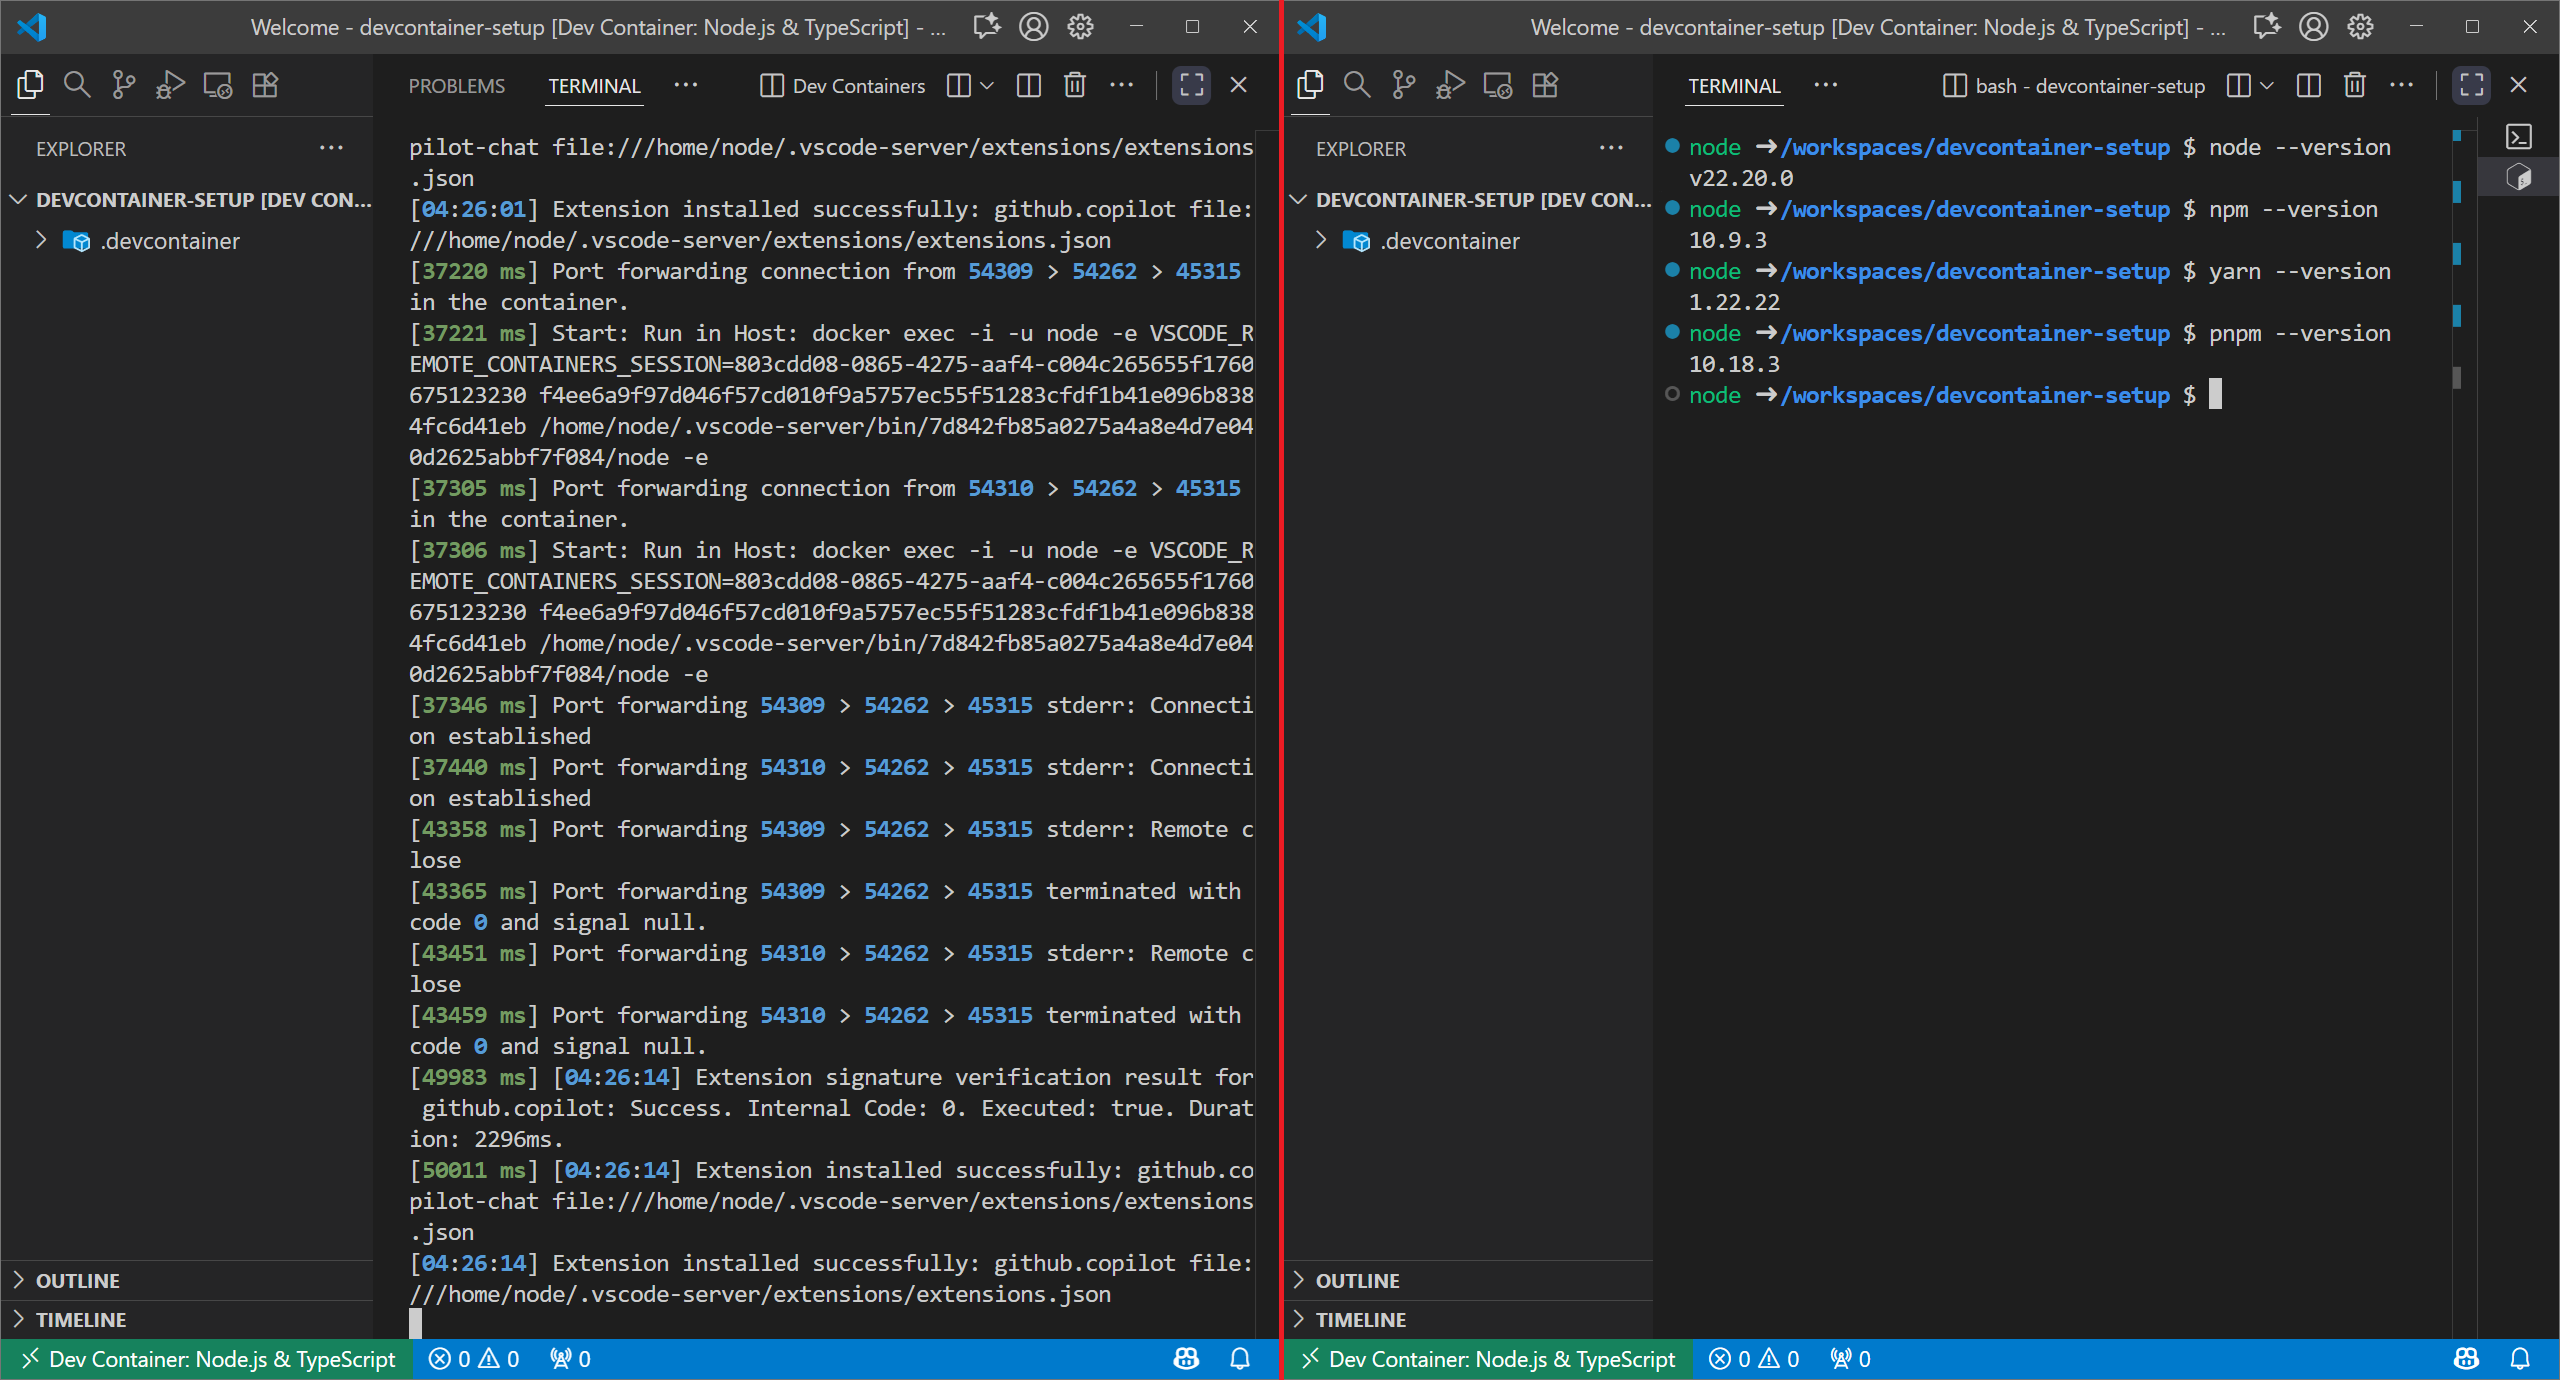 Welcome - devcontainer-setup [Dev Container: Node.js & TypeScript] - ...
PROBLEMS
TERMINAL
Dev Containers
EXPLORER
DEVCONTAINER-SETUP [DEV CON...
.devcontainer
pilot-chat file:///home/node/.vscode-server/extensions/extensions
.json
[04:26:01] Extension installed successfully: github.copilot file:
///home/node/.vscode-server/extensions/extensions.json
[37220 ms] Port forwarding connection from 54309 > 54262 > 45315
in the container.
[37221 ms] Start: Run in Host: docker exec -i -u node -e VSCODE_R
EMOTE_CONTAINERS_SESSION=803cdd08-0865-4275-aaf4-c004c265655f1760
675123230 f4ee6a9f97d046f57cd010f9a5757ec55f51283cfdf1b41e096b838
4fc6d41eb /home/node/.vscode-server/bin/7d842fb85a0275a4a8e4d7e04
0d2625abbf7f084/node -e
[37305 ms] Port forwarding connection from 54310 > 54262 > 45315
in the container.
[37306 ms] Start: Run in Host: docker exec -i -u node -e VSCODE_R
EMOTE_CONTAINERS_SESSION=803cdd08-0865-4275-aaf4-c004c265655f1760
675123230 f4ee6a9f97d046f57cd010f9a5757ec55f51283cfdf1b41e096b838
4fc6d41eb /home/node/.vscode-server/bin/7d842fb85a0275a4a8e4d7e04
0d2625abbf7f084/node -e
[37346 ms] Port forwarding 54309 > 54262 > 45315 stderr: Connecti
on established
[37440 ms] Port forwarding 54310 > 54262 > 45315 stderr: Connecti
on established
[43358 ms] Port forwarding 54309 > 54262 > 45315 stderr: Remote c
lose
[43365 ms] Port forwarding 54309 > 54262 > 45315 terminated with
code 0 and signal null.
[43451 ms] Port forwarding 54310 > 54262 > 45315 stderr: Remote c
lose
[43459 ms] Port forwarding 54310 > 54262 > 45315 terminated with
code 0 and signal null.
[49983 ms] [04:26:14] Extension signature verification result for
github.copilot: Success. Internal Code: 0. Executed: true. Durat
ion: 2296ms.
[50011 ms] [04:26:14] Extension installed successfully: github.co
pilot-chat file:///home/node/.vscode-server/extensions/extensions
.json
[04:26:14] Extension installed successfully: github.copilot file:
///home/node/.vscode-server/extensions/extensions.json
OUTLINE
TIMELINE
Dev Container: Node.js & TypeScript 0 0 0
Welcome - devcontainer-setup [Dev Container: Node.js & TypeScript] - ...
TERMINAL
bash - devcontainer-setup
EXPLORER
DEVCONTAINER-SETUP [DEV CON...
.devcontainer
node ➜/workspaces/devcontainer-setup $ node --version
v22.20.0
node ➜/workspaces/devcontainer-setup $ npm --version
10.9.3
node ➜/workspaces/devcontainer-setup $ yarn --version
1.22.22
node ➜/workspaces/devcontainer-setup $ pnpm --version
10.18.3
node ➜/workspaces/devcontainer-setup $
OUTLINE
TIMELINE
Dev Container: Node.js & TypeScript 0 0 0